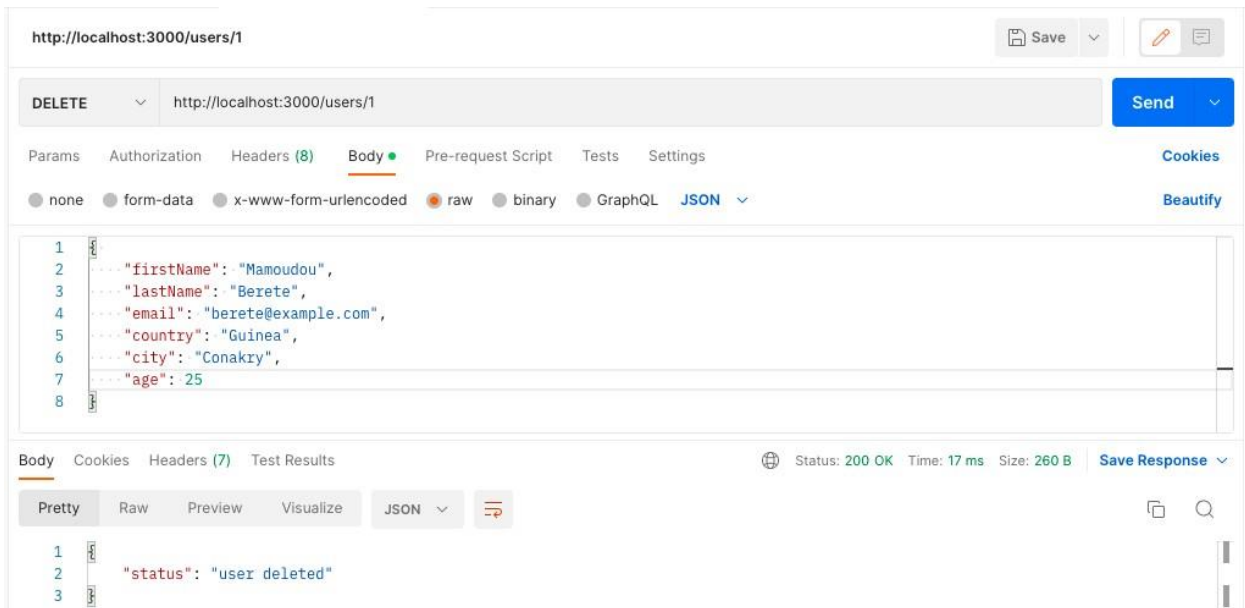 http://localhost:3000/users/1 Save
DELETE http://localhost:3000/users/1 Send
Params Authorization Headers (8) Body Pre-request Script Tests Settings Cookies
none form-data x-www-form-urlencoded raw binary GraphQL JSON Beautify
1 {
2 "firstName": "Mamoudou",
3 "lastName": "Berete",
4 "email": "berete@example.com",
5 "country": "Guinea",
6 "city": "Conakry",
7 "age": 25
8 }
Body Cookies Headers (7) Test Results Status: 200 OK Time: 17 ms Size: 260 B Save Response
Pretty Raw Preview Visualize JSON
1 {
2 "status": "user deleted"
3 }